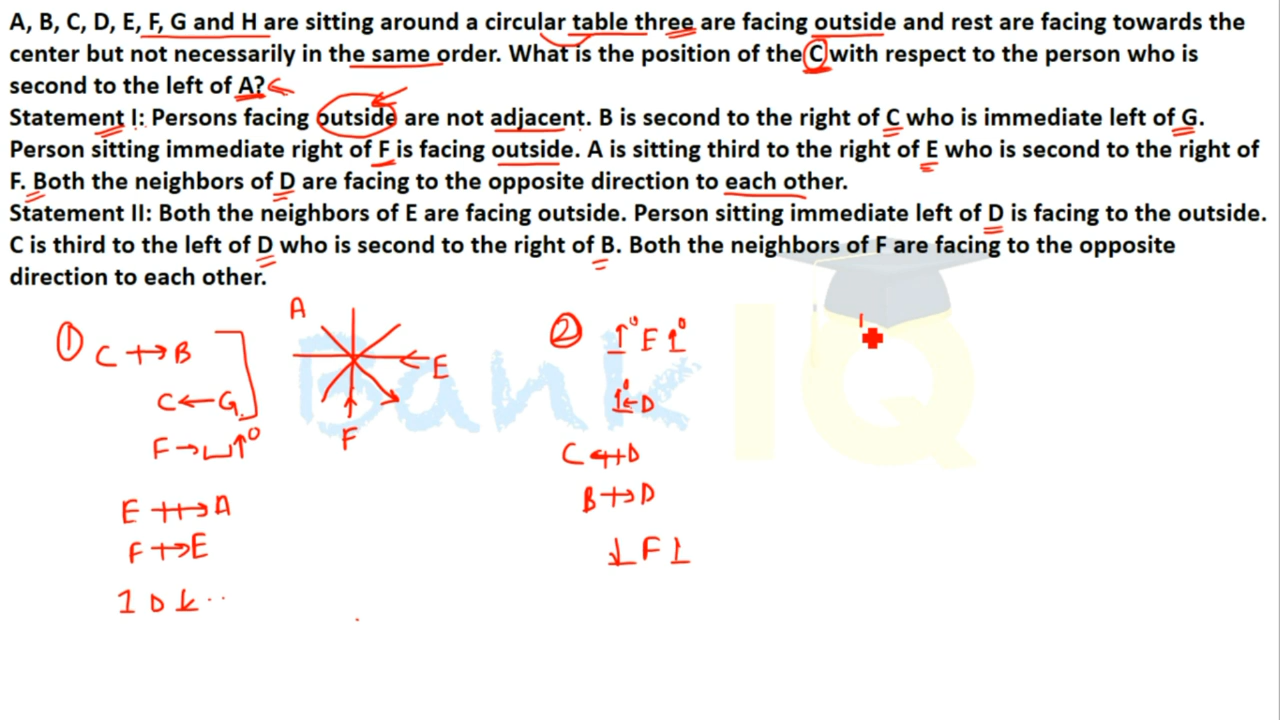 A, B, C, D, E, F, G and H are sitting around a circular table three are facing outside and rest are facing towards the
center but not necessarily in the same order. What is the position of the C with respect to the person who is
second to the left of A?
Statement I: Persons facing outside are not adjacent. B is second to the right of C who is immediate left of G.
Person sitting immediate right of F is facing outside. A is sitting third to the right of E who is second to the right of
F. Both the neighbors of D are facing to the opposite direction to each other.
Statement II: Both the neighbors of E are facing outside. Person sitting immediate left of D is facing to the outside.
C is third to the left of D who is second to the right of B. Both the neighbors of F are facing to the opposite
direction to each other.
A
E
F
① C → B
C ← G
F → O
E → A
F → E
1 D
② O E O
O ← D
C ← D
B → D
F
Bank IQ